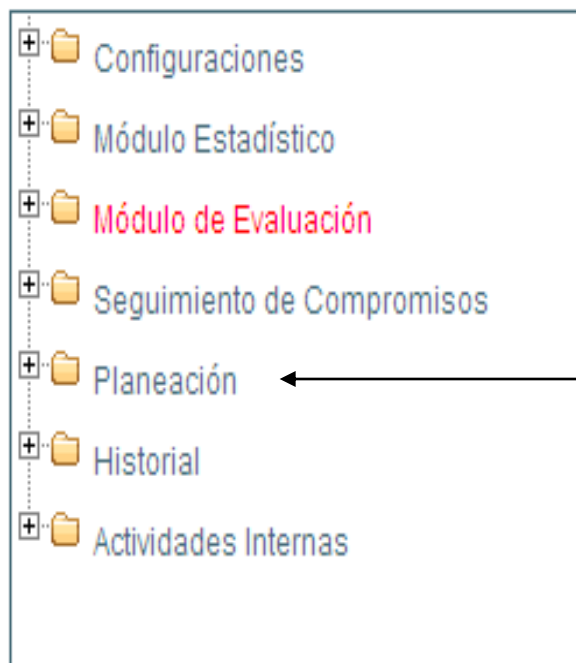 Configuraciones
Módulo Estadístico
Módulo de Evaluación
Seguimiento de Compromisos
Planeación
Historial
Actividades Internas